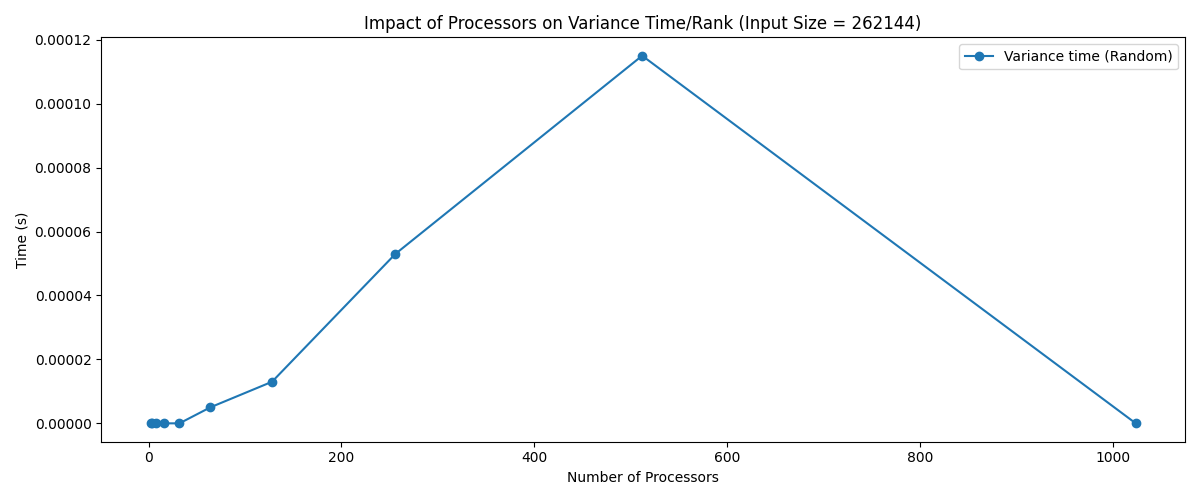 Impact of Processors on Variance Time/Rank (Input Size = 262144)
Variance time (Random)
Time (s)
0.00012
0.00010
0.00008
0.00006
0.00004
0.00002
0.00000
0 200 400 600 800 1000
Number of Processors